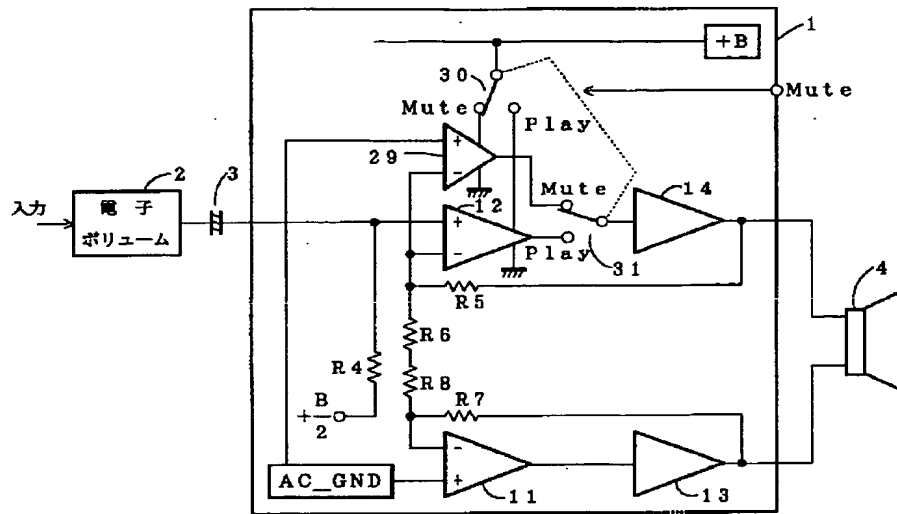 +B
1
30
Mute
Mute
Play
29
2
3
入力
電子
ボリューム
12
Mute
14
Play
31
4
R5
R6
R4
R8
R7
+B/2
AC_GND
11
13
+
-
+
-
-
+